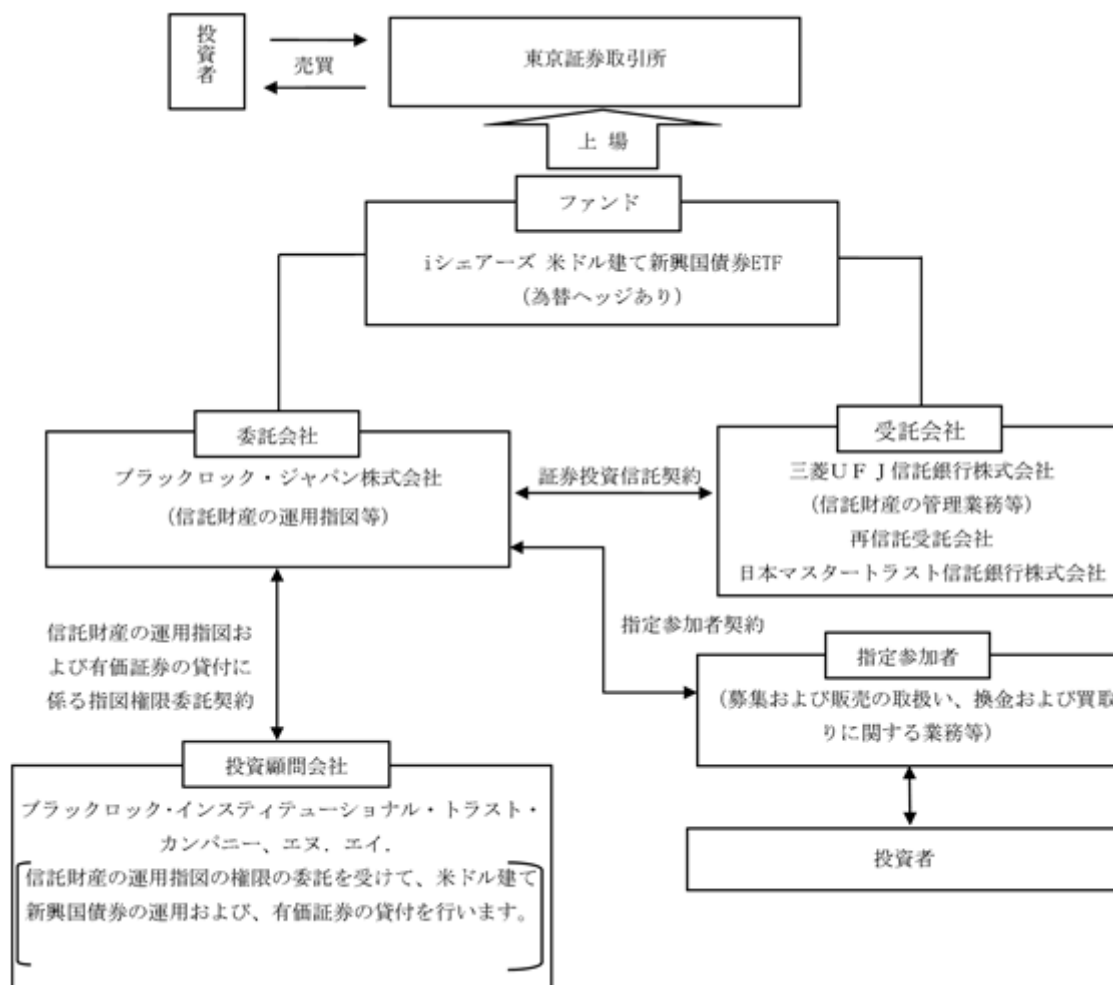 投資者
売買
東京証券取引所
上 場
ファンド
iシェアーズ 米ドル建て新興国債券ETF
(為替ヘッジあり)
委託会社
ブラックロック・ジャパン株式会社
(信託財産の運用指図等)
証券投資信託契約
受託会社
三菱UFJ信託銀行株式会社
(信託財産の管理業務等)
再信託受託会社
日本マスタートラスト信託銀行株式会社
信託財産の運用指図お
よび有価証券の貸付に
係る指図権限委託契約
指定参加者契約
指定参加者
(募集および販売の取扱い、換金および買取
りに関する業務等)
投資顧問会社
ブラックロック・インスティテューショナル・トラスト・
カンパニー、エヌ．エイ．
信託財産の運用指図の権限の委託を受けて、米ドル建て
新興国債券の運用および、有価証券の貸付を行います。
投資者